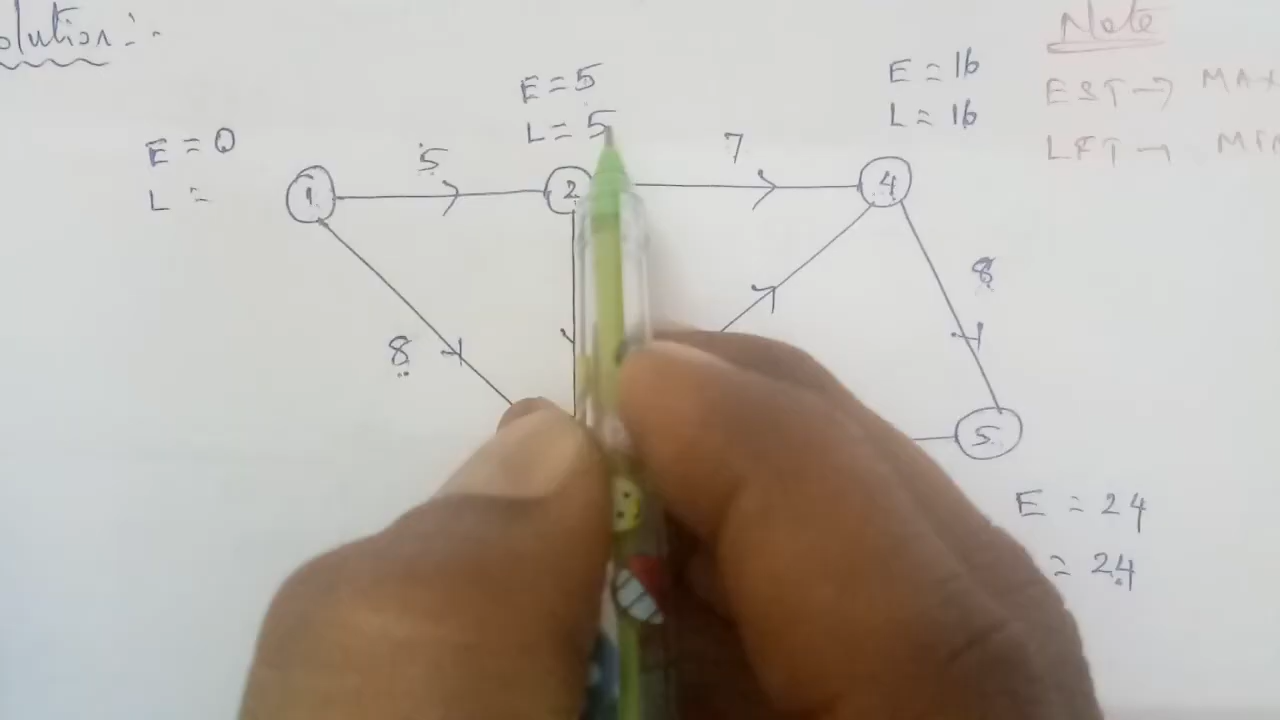 olution :-
Note
EST → MAX
LFT → MIN
E = 0
L =
E = 5
L = 5
E = 16
L = 16
5
7
1
2
4
8
8
5
E = 24
= 24